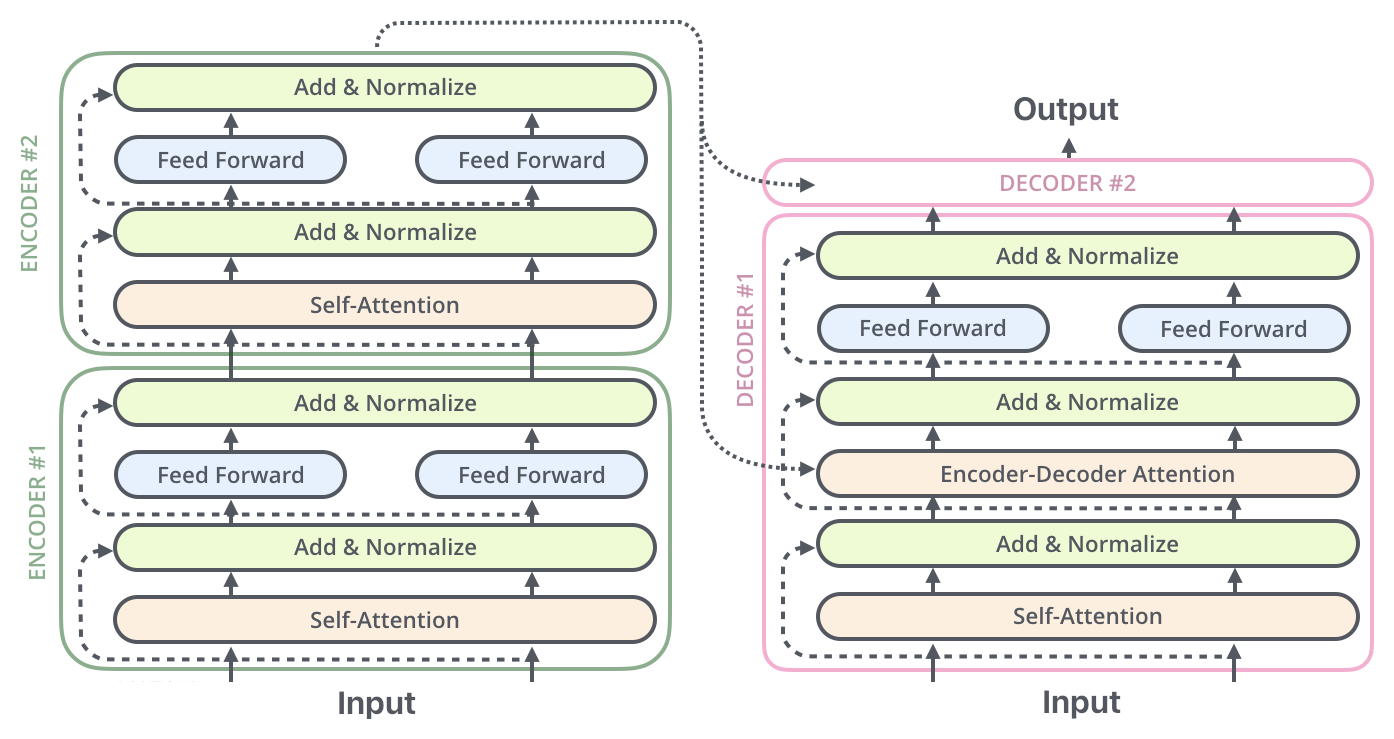 ENCODER #2
Add & Normalize
Feed Forward
Feed Forward
Add & Normalize
Self-Attention
ENCODER #1
Add & Normalize
Feed Forward
Feed Forward
Add & Normalize
Self-Attention
Input
Output
DECODER #2
DECODER #1
Add & Normalize
Feed Forward
Feed Forward
Add & Normalize
Encoder-Decoder Attention
Add & Normalize
Self-Attention
Input